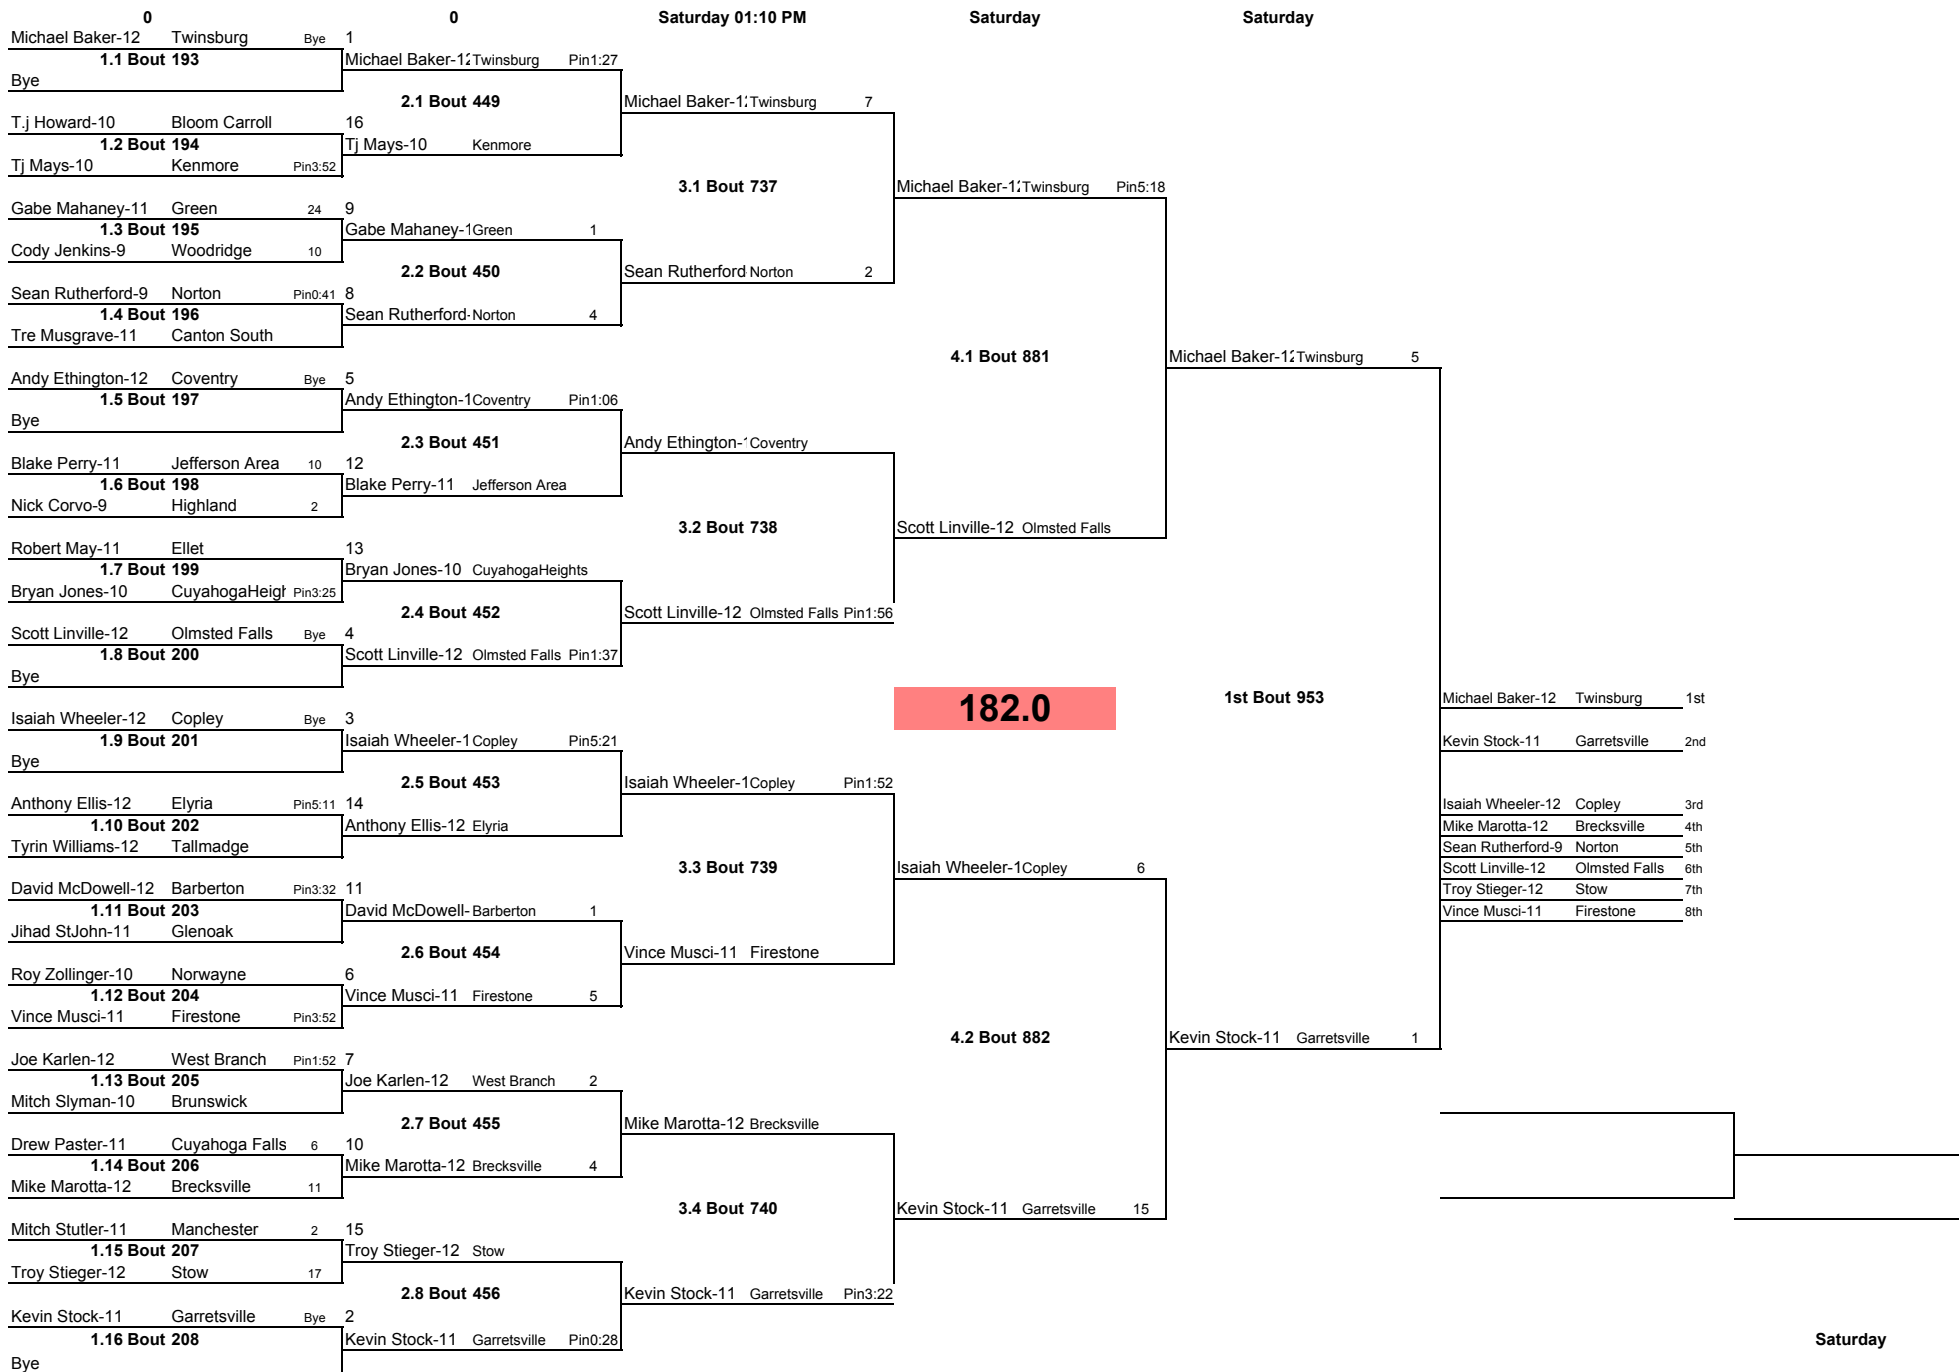 0 0 Saturday 01:10 PM Saturday Saturday
Michael Baker-12 Twinsburg Bye 1
1.1 Bout 193
Bye
T.j Howard-10 Bloom Carroll 16
1.2 Bout 194
Tj Mays-10 Kenmore Pin3:52
Gabe Mahaney-11 Green 24 9
1.3 Bout 195
Cody Jenkins-9 Woodridge 10
Sean Rutherford-9 Norton Pin0:41 8
1.4 Bout 196
Tre Musgrave-11 Canton South
Andy Ethington-12 Coventry Bye 5
1.5 Bout 197
Bye
Blake Perry-11 Jefferson Area 10 12
1.6 Bout 198
Nick Corvo-9 Highland 2
Robert May-11 Ellet 13
1.7 Bout 199
Bryan Jones-10 CuyahogaHeigh Pin3:25
Scott Linville-12 Olmsted Falls Bye 4
1.8 Bout 200
Bye
Isaiah Wheeler-12 Copley Bye 3
1.9 Bout 201
Bye
Anthony Ellis-12 Elyria Pin5:11 14
1.10 Bout 202
Tyrin Williams-12 Tallmadge
David McDowell-12 Barberton Pin3:32 11
1.11 Bout 203
Jihad StJohn-11 Glenoak
Roy Zollinger-10 Norwayne 6
1.12 Bout 204
Vince Musci-11 Firestone Pin3:52
Joe Karlen-12 West Branch Pin1:52 7
1.13 Bout 205
Mitch Slyman-10 Brunswick
Drew Paster-11 Cuyahoga Falls 6 10
1.14 Bout 206
Mike Marotta-12 Brecksville 11
Mitch Stutler-11 Manchester 2 15
1.15 Bout 207
Troy Stieger-12 Stow 17
Kevin Stock-11 Garretsville Bye 2
1.16 Bout 208
Bye
Michael Baker-12 Twinsburg Pin1:27
2.1 Bout 449
Tj Mays-10 Kenmore
Gabe Mahaney-1 Green 1
2.2 Bout 450
Sean Rutherford- Norton 4
Andy Ethington-1 Coventry Pin1:06
2.3 Bout 451
Blake Perry-11 Jefferson Area
Bryan Jones-10 CuyahogaHeights
2.4 Bout 452
Scott Linville-12 Olmsted Falls Pin1:37
Isaiah Wheeler-1 Copley Pin5:21
2.5 Bout 453
Anthony Ellis-12 Elyria
David McDowell- Barberton 1
2.6 Bout 454
Vince Musci-11 Firestone 5
Joe Karlen-12 West Branch 2
2.7 Bout 455
Mike Marotta-12 Brecksville 4
Troy Stieger-12 Stow
2.8 Bout 456
Kevin Stock-11 Garretsville Pin0:28
Michael Baker-1 Twinsburg 7
3.1 Bout 737
Sean Rutherford Norton 2
Andy Ethington- Coventry
3.2 Bout 738
Scott Linville-12 Olmsted Falls Pin1:56
Isaiah Wheeler-1 Copley Pin1:52
3.3 Bout 739
Vince Musci-11 Firestone
Mike Marotta-12 Brecksville
3.4 Bout 740
Kevin Stock-11 Garretsville Pin3:22
Michael Baker-1 Twinsburg Pin5:18
4.1 Bout 881
Scott Linville-12 Olmsted Falls
182.0
Isaiah Wheeler-1 Copley 6
4.2 Bout 882
Kevin Stock-11 Garretsville 15
Michael Baker-12 Twinsburg 5
1st Bout 953
Kevin Stock-11 Garretsville 1
Michael Baker-12 Twinsburg 1st
Kevin Stock-11 Garretsville 2nd
Isaiah Wheeler-12 Copley 3rd
Mike Marotta-12 Brecksville 4th
Sean Rutherford-9 Norton 5th
Scott Linville-12 Olmsted Falls 6th
Troy Stieger-12 Stow 7th
Vince Musci-11 Firestone 8th
Saturday